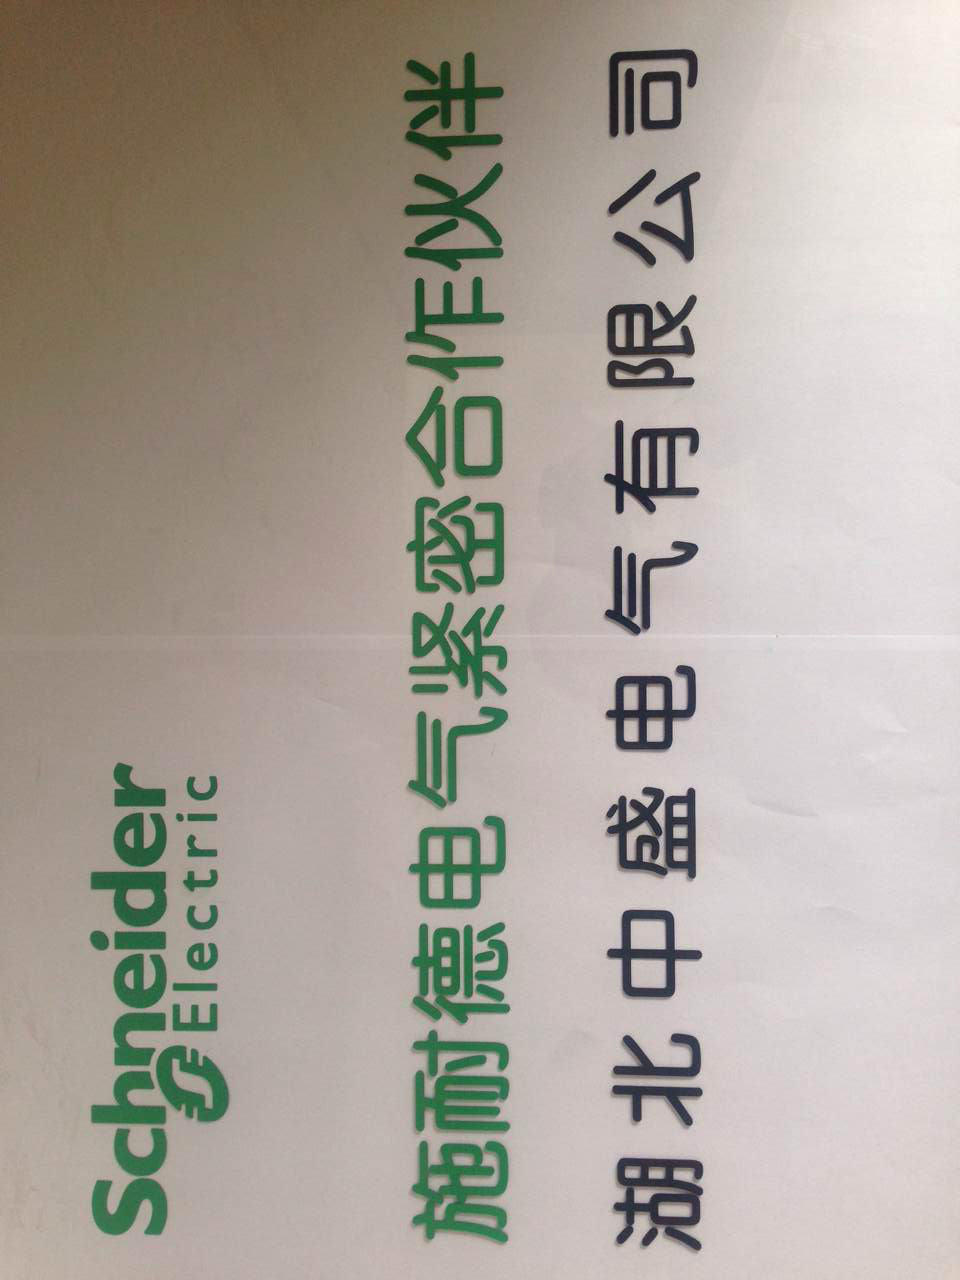 Schneider
Electric
施耐德电气紧密合作伙伴
湖北中盛电气有限公司